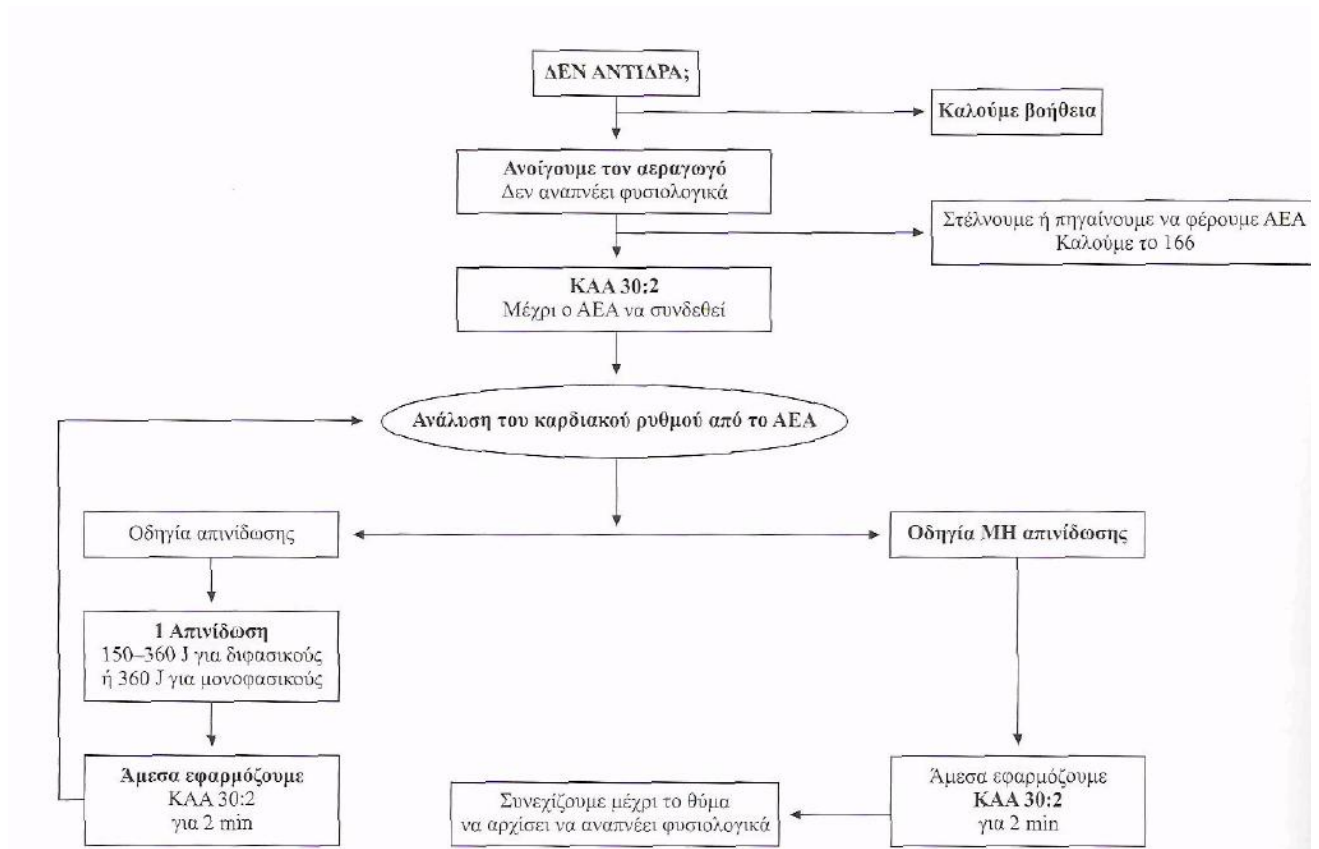 ΔΕΝ ΑΝΤΙΔΡΑ;
Καλούμε βοήθεια
Ανοίγουμε τον αεραγωγό
Δεν αναπνέει φυσιολογικά
Στέλνουμε ή πηγαίνουμε να φέρουμε ΑΕΑ
Καλούμε το 166
ΚΑΑ 30:2
Μέχρι ο ΑΕΑ να συνδεθεί
Ανάλυση του καρδιακού ρυθμού από το ΑΕΑ
Οδηγία απινίδωσης
Οδηγία ΜΗ απινίδωσης
1 Απινίδωση
150–360 J για διφασικούς
ή 360 J για μονοφασικούς
Άμεσα εφαρμόζουμε
ΚΑΑ 30:2
για 2 min
Συνεχίζουμε μέχρι το θύμα
να αρχίσει να αναπνέει φυσιολογικά
Άμεσα εφαρμόζουμε
ΚΑΑ 30:2
για 2 min